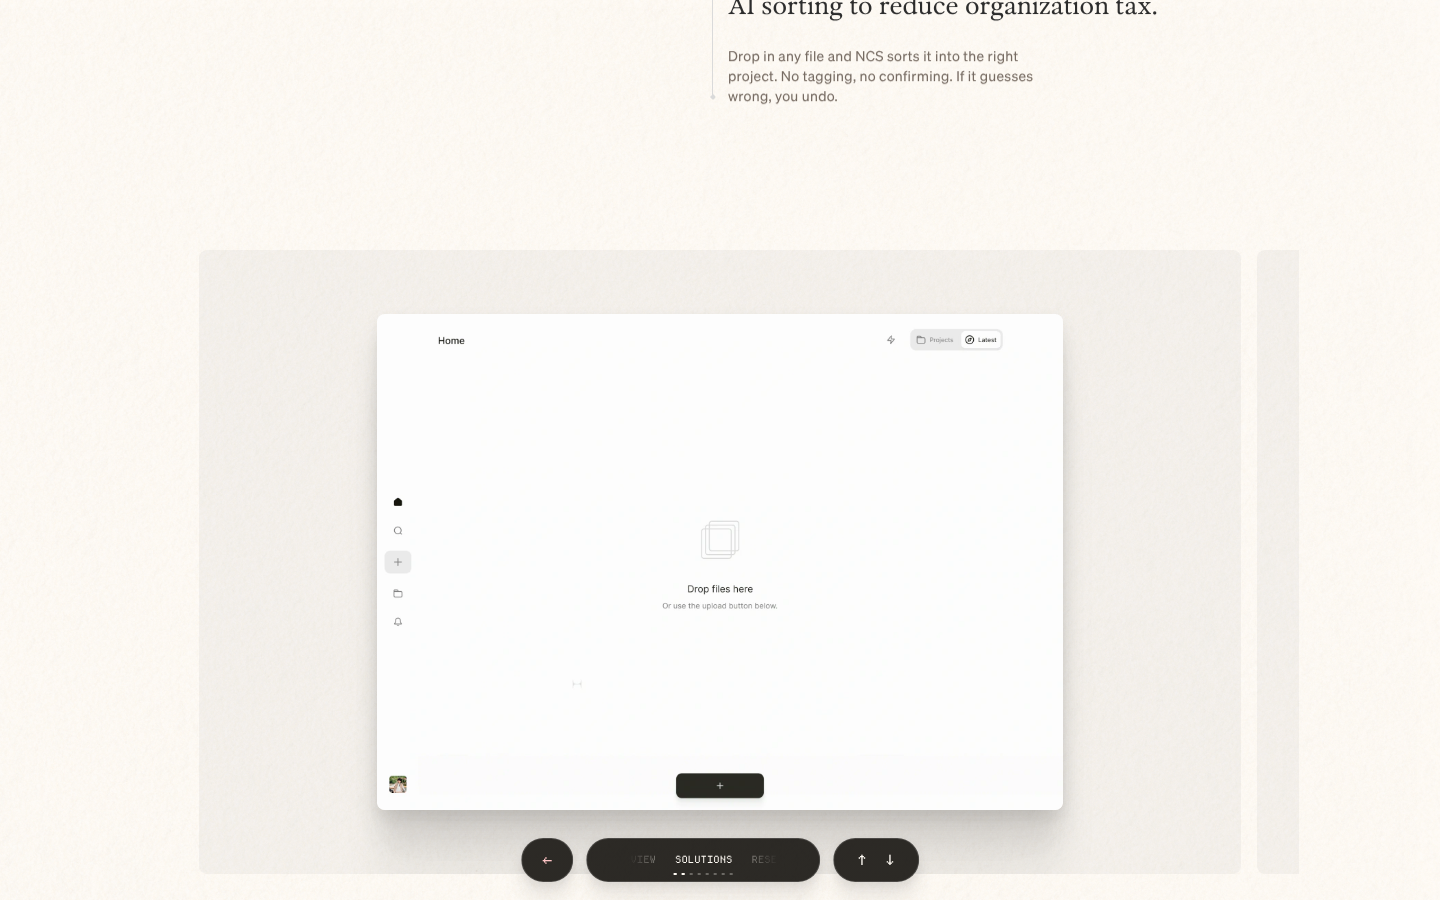 AI sorting to reduce organization tax.
Drop in any file and NCS sorts it into the right
project. No tagging, no confirming. If it guesses
wrong, you undo.
Home
Projects
Latest
Drop files here
Or use the upload button below.
VIEW SOLUTIONS RES